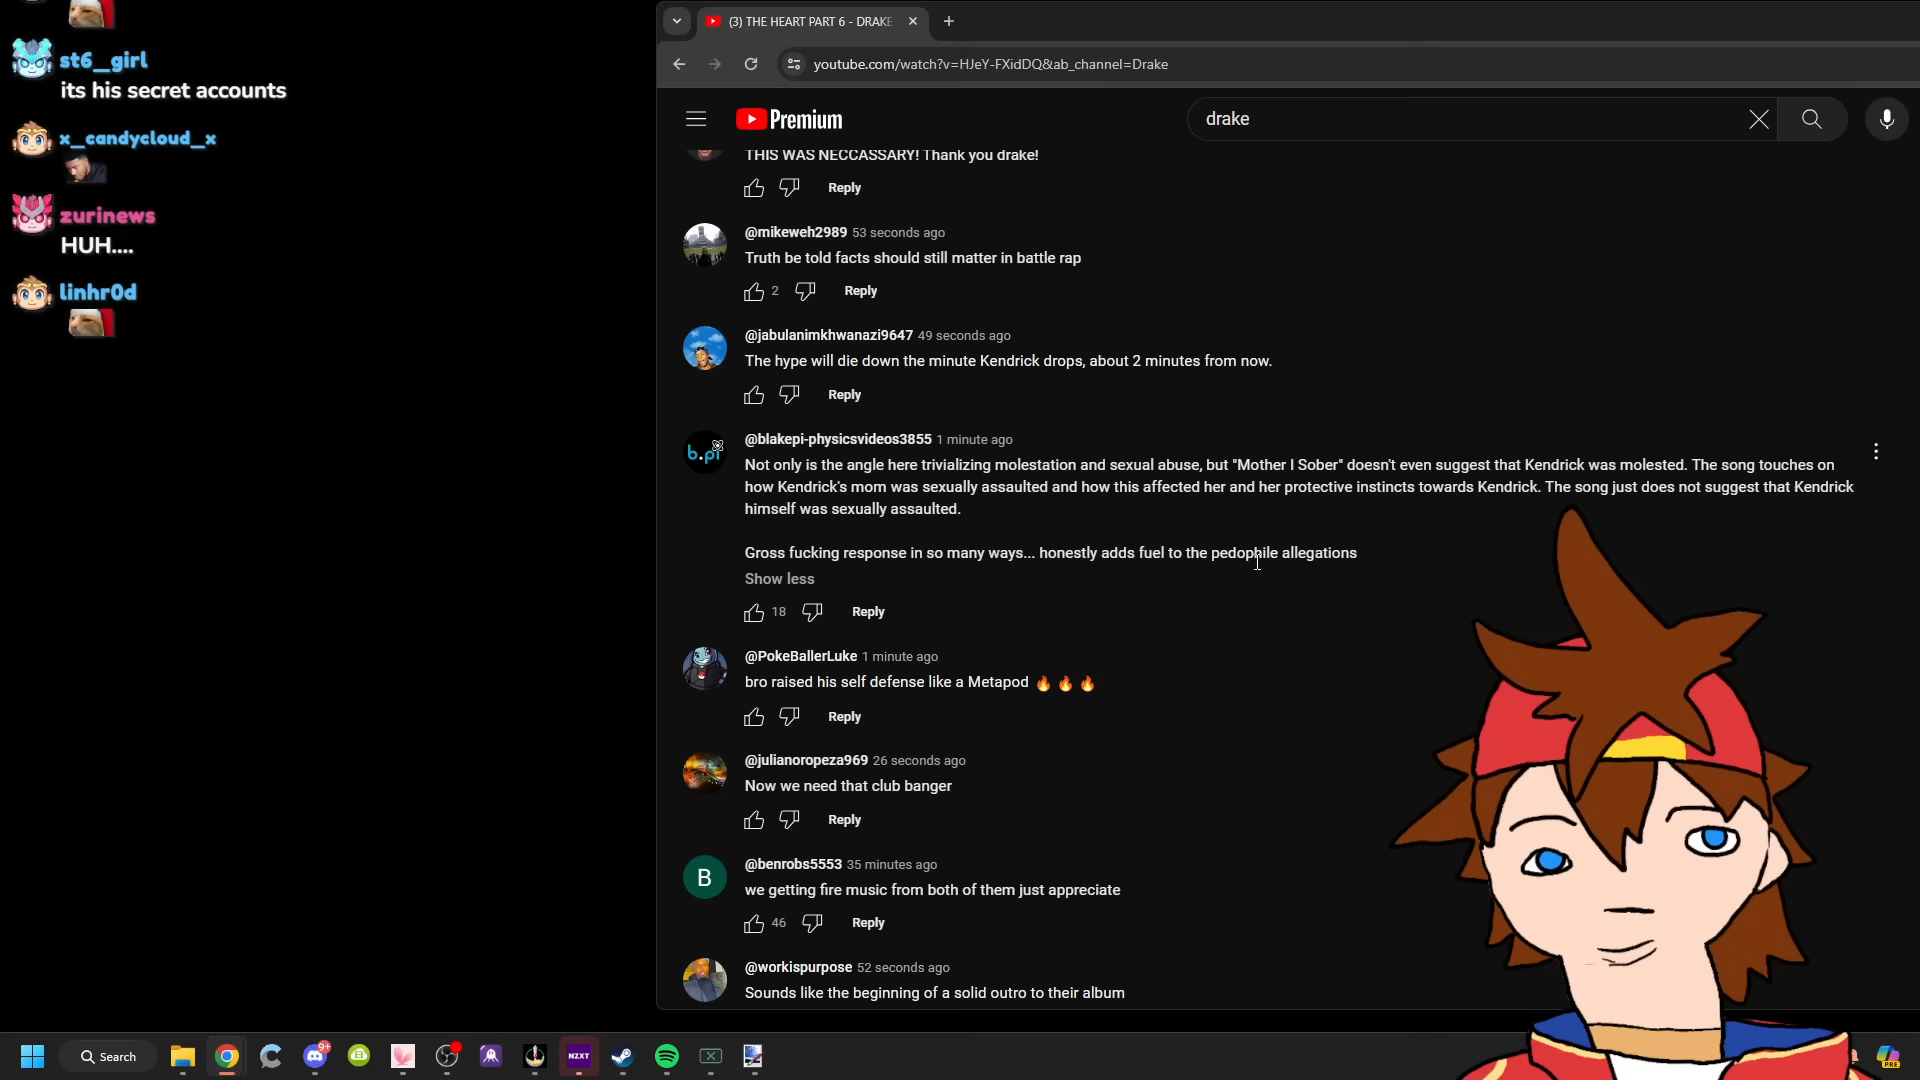 st6__girl
its his secret accounts
x__candycloud__x
zurinews
HUH....
linhr0d
(3) THE HEART PART 6 - DRAKE
youtube.com/watch?v=HJeY-FXidDQ&ab_channel=Drake
Premium
drake
THIS WAS NECCASSARY! Thank you drake!
Reply
@mikeweh2989 53 seconds ago
Truth be told facts should still matter in battle rap
2 Reply
@jabulanimkhwanazi9647 49 seconds ago
The hype will die down the minute Kendrick drops, about 2 minutes from now.
Reply
b.pi
@blakepi-physicsvideos3855 1 minute ago
Not only is the angle here trivializing molestation and sexual abuse, but "Mother I Sober" doesn't even suggest that Kendrick was molested. The song touches on
how Kendrick's mom was sexually assaulted and how this affected her and her protective instincts towards Kendrick. The song just does not suggest that Kendrick
himself was sexually assaulted.
Gross fucking response in so many ways... honestly adds fuel to the pedophile allegations
Show less
18 Reply
@PokeBallerLuke 1 minute ago
bro raised his self defense like a Metapod 🔥 🔥 🔥
Reply
@julianoropeza969 26 seconds ago
Now we need that club banger
Reply
B
@benrobs5553 35 minutes ago
we getting fire music from both of them just appreciate
46 Reply
@workispurpose 52 seconds ago
Sounds like the beginning of a solid outro to their album
Search
9+
NZXT
PRE